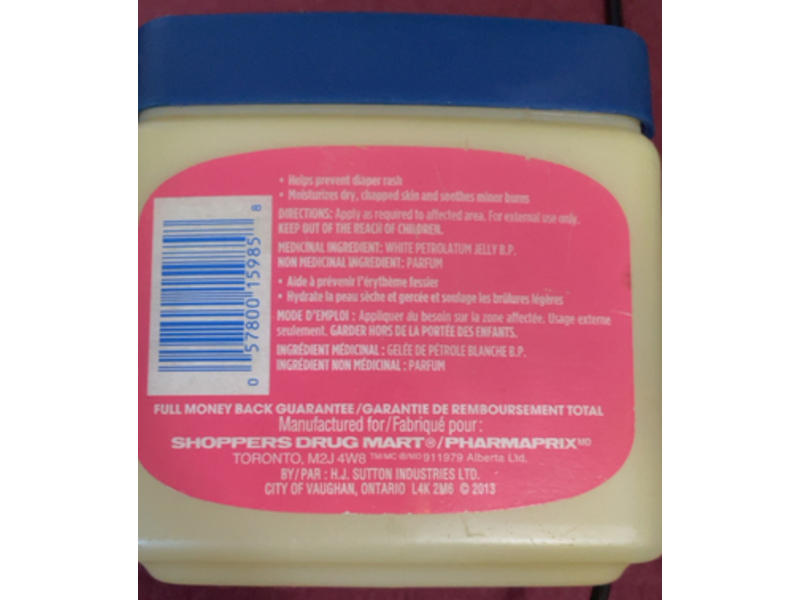 • Helps prevent diaper rash
• Moisturizes dry, chapped skin and soothes minor burns
DIRECTIONS: Apply as required to affected area. For external use only.
KEEP OUT OF THE REACH OF CHILDREN.
MEDICINAL INGREDIENT: WHITE PETROLATUM JELLY B.P.
NON MEDICINAL INGREDIENT: PARFUM
• Aide à prévenir l'érythème fessier
• Hydrate la peau sèche et gercée et soulage les brûlures légères
MODE D'EMPLOI : Appliquer du besoin sur la zone affectée. Usage externe
seulement. GARDER HORS DE LA PORTÉE DES ENFANTS.
INGRÉDIENT MÉDICINAL : GELÉE DE PÉTROLE BLANCHE B.P.
INGRÉDIENT NON MÉDICINAL : PARFUM
0 57800 15985 8
FULL MONEY BACK GUARANTEE/GARANTIE DE REMBOURSEMENT TOTAL
Manufactured for/Fabriqué pour:
SHOPPERS DRUG MART®/PHARMAPRIX MD
TORONTO, M2J 4W8 TM/MC ®/MD 911979 Alberta Ltd.
BY/PAR : H.J. SUTTON INDUSTRIES LTD.
CITY OF VAUGHAN, ONTARIO L4K 2M6 © 2013